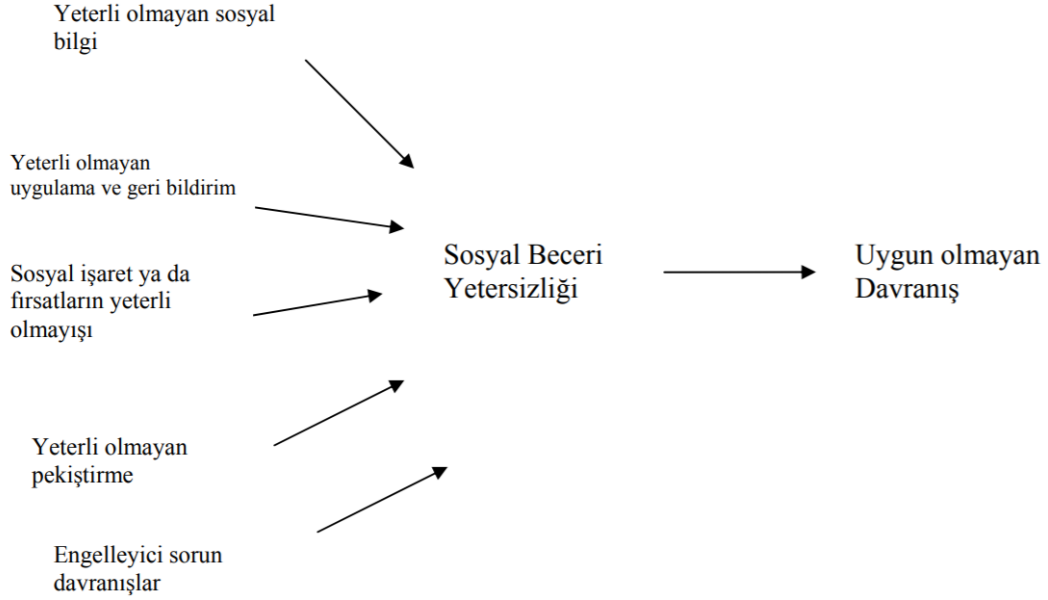 Yeterli olmayan sosyal
bilgi
Yeterli olmayan
uygulama ve geri bildirim
Sosyal işaret ya da
fırsatların yeterli
olmayışı
Yeterli olmayan
pekiştirme
Engelleyici sorun
davranışlar
Sosyal Beceri
Yetersizliği
Uygun olmayan
Davranış